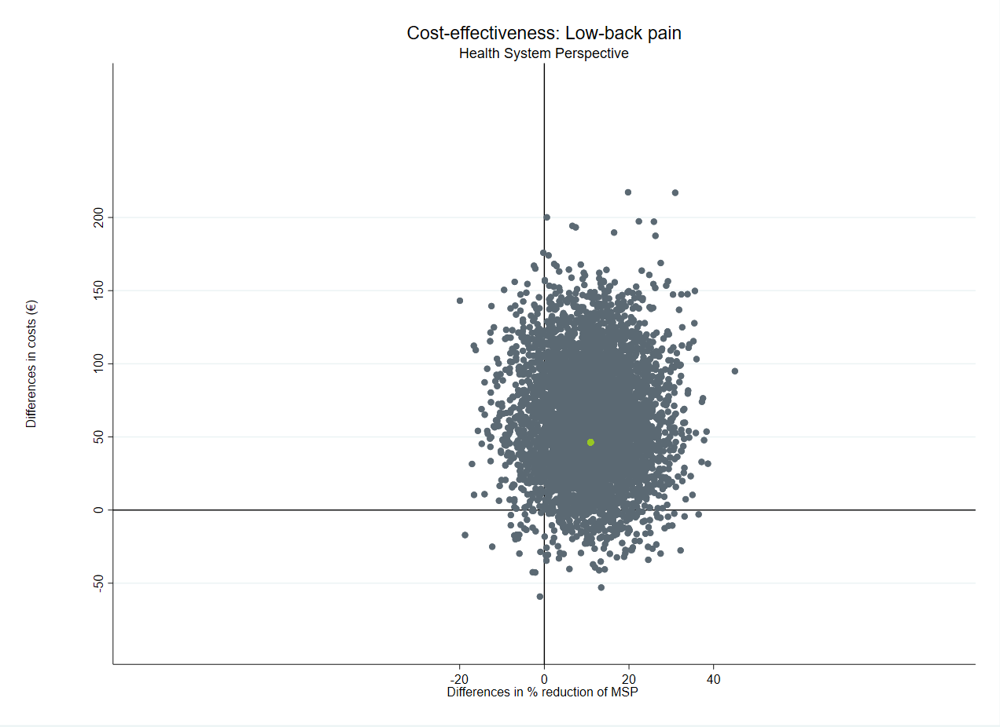 Cost-effectiveness: Low-back pain
Health System Perspective
Differences in costs (€)
200
150
100
50
0
-50
-20 0 20 40
Differences in % reduction of MSP